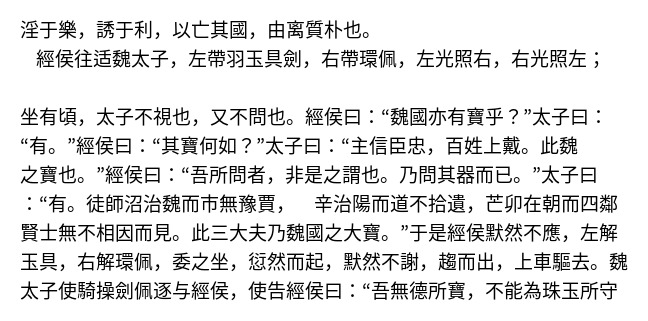 淫于樂，誘于利，以亡其國，由离質朴也。
經侯往适魏太子，左帶羽玉具劍，右帶環佩，左光照右，右光照左；
坐有頃，太子不視也，又不問也。經侯曰：“魏國亦有寶乎？”太子曰：
“有。”經侯曰：“其寶何如？”太子曰：“主信臣忠，百姓上戴。此魏
之寶也。”經侯曰：“吾所問者，非是之謂也。乃問其器而已。”太子曰
：“有。徒師沼治魏而市無豫賈，　辛治陽而道不拾遺，芒卯在朝而四鄰
賢士無不相因而見。此三大夫乃魏國之大寶。”于是經侯默然不應，左解
玉具，右解環佩，委之坐，愆然而起，默然不謝，趨而出，上車驅去。魏
太子使騎操劍佩逐与經侯，使告經侯曰：“吾無德所寶，不能為珠玉所守